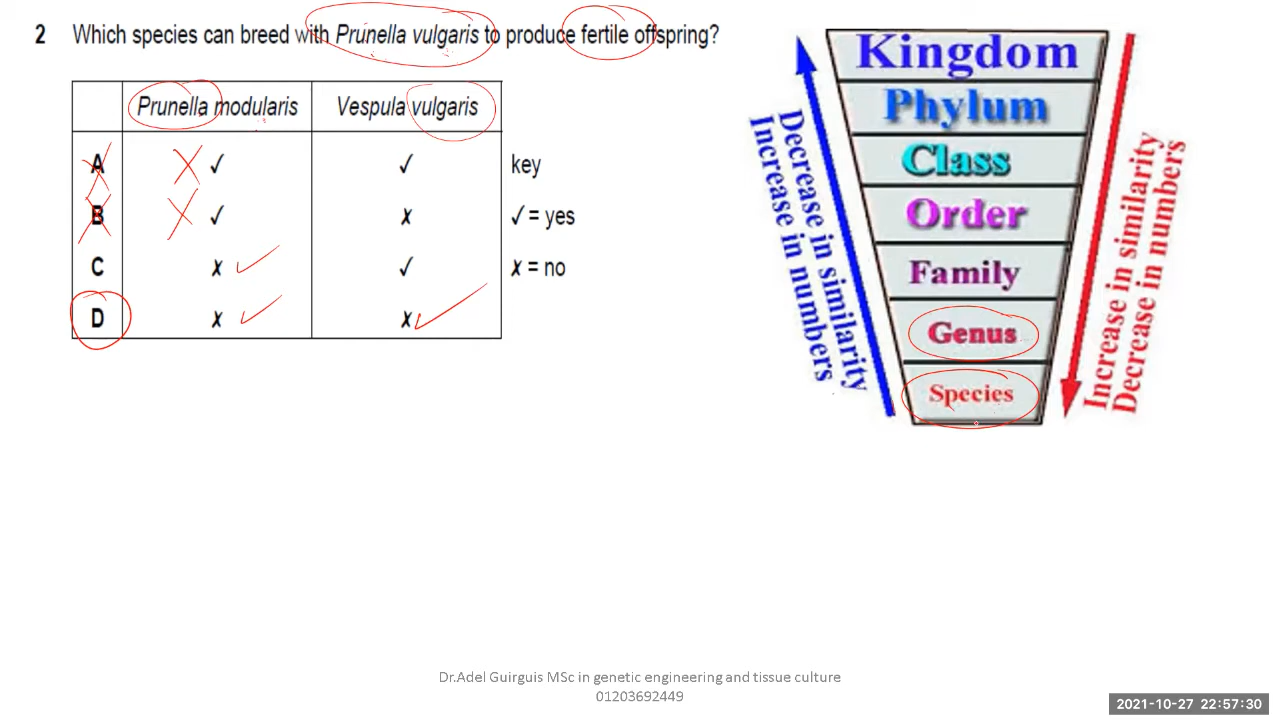 2 Which species can breed with Prunella vulgaris to produce fertile offspring?
Prunella modularis Vespula vulgaris
A ✓ ✓ key
B ✓ ✗ ✓ = yes
C ✗ ✓ ✗ = no
D ✗ ✗
Kingdom
Phylum
Class
Order
Family
Genus
Species
Decrease in similarity
Increase in numbers
Increase in similarity
Decrease in numbers
Dr.Adel Guirguis MSc in genetic engineering and tissue culture
01203692449
2021-10-27 22:57:30